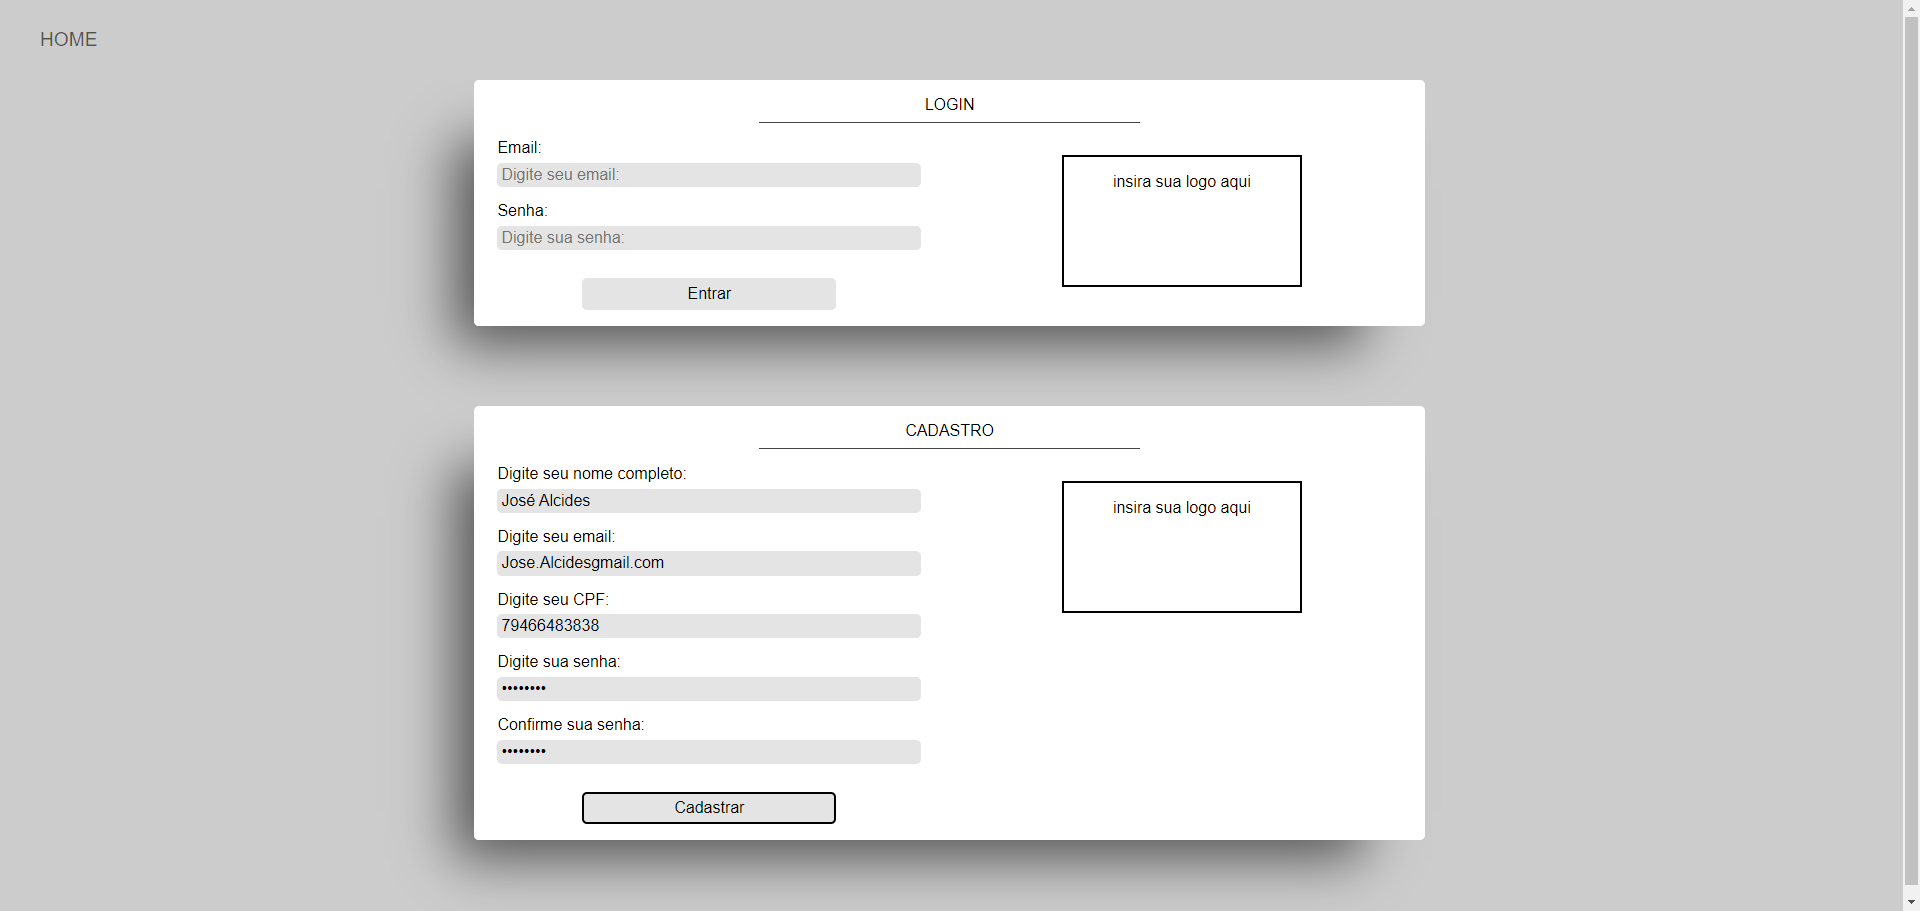 HOME
LOGIN
Email:
Digite seu email:
Senha:
Digite sua senha:
Entrar
insira sua logo aqui
CADASTRO
Digite seu nome completo:
José Alcides
Digite seu email:
Jose.Alcidesgmail.com
Digite seu CPF:
79466483838
Digite sua senha:
••••••••
Confirme sua senha:
••••••••
Cadastrar
insira sua logo aqui